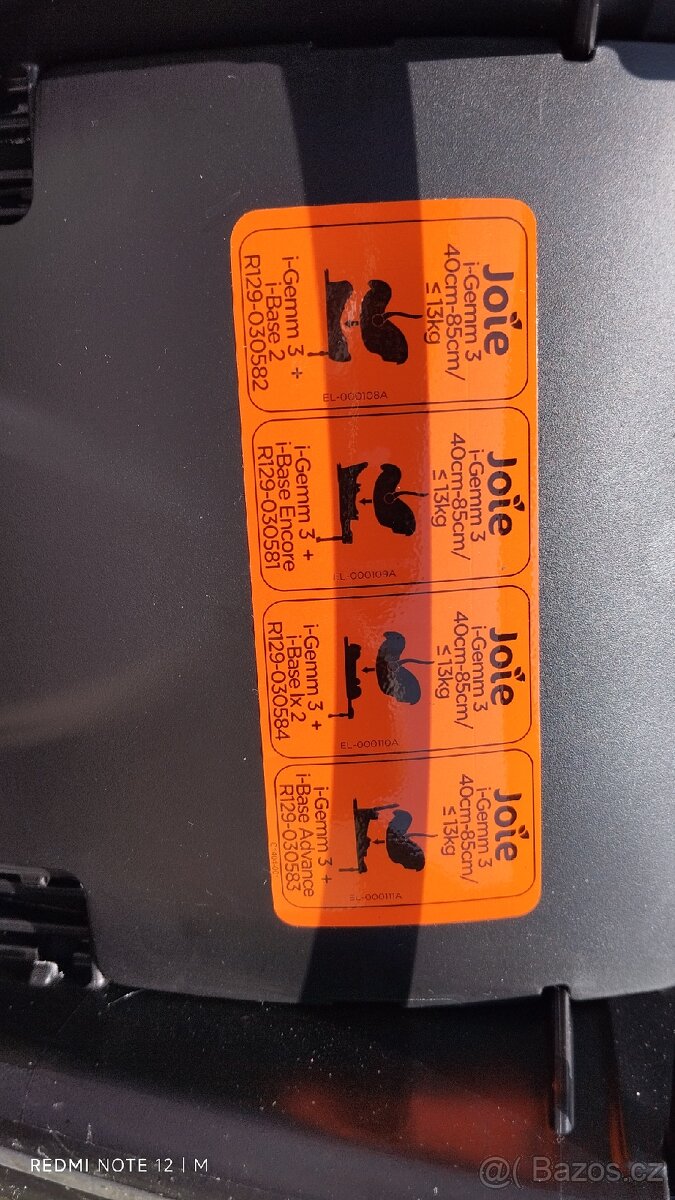 Joie
i-Gemm 3
40cm-85cm/
≤13kg
EL-000108A
i-Gemm 3 +
i-Base 2
R129-030582
Joie
i-Gemm 3
40cm-85cm/
≤13kg
EL-000109A
i-Gemm 3 +
i-Base Encore
R129-030581
Joie
i-Gemm 3
40cm-85cm/
≤13kg
EL-000110A
i-Gemm 3 +
i-Base lx 2
R129-030584
Joie
i-Gemm 3
40cm-85cm/
≤13kg
EL-000111A
i-Gemm 3 +
i-Base Advance
R129-030583
REDMI NOTE 12 | M
@ Bazos.cz